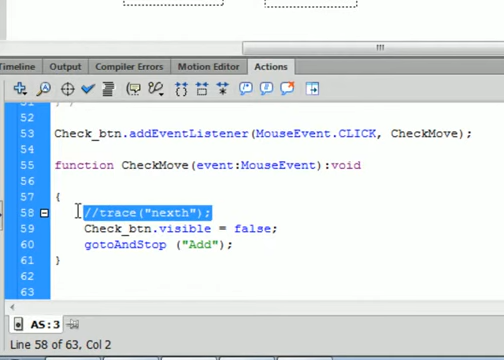 Timeline Output Compiler Errors Motion Editor Actions
52
53 Check_btn.addEventListener(MouseEvent.CLICK, CheckMove);
54
55 function CheckMove(event:MouseEvent):void
56
57 {
58 //trace("nexth");
59 Check_btn.visible = false;
60 gotoAndStop ("Add");
61 }
62
63
AS:3
Line 58 of 63, Col 2